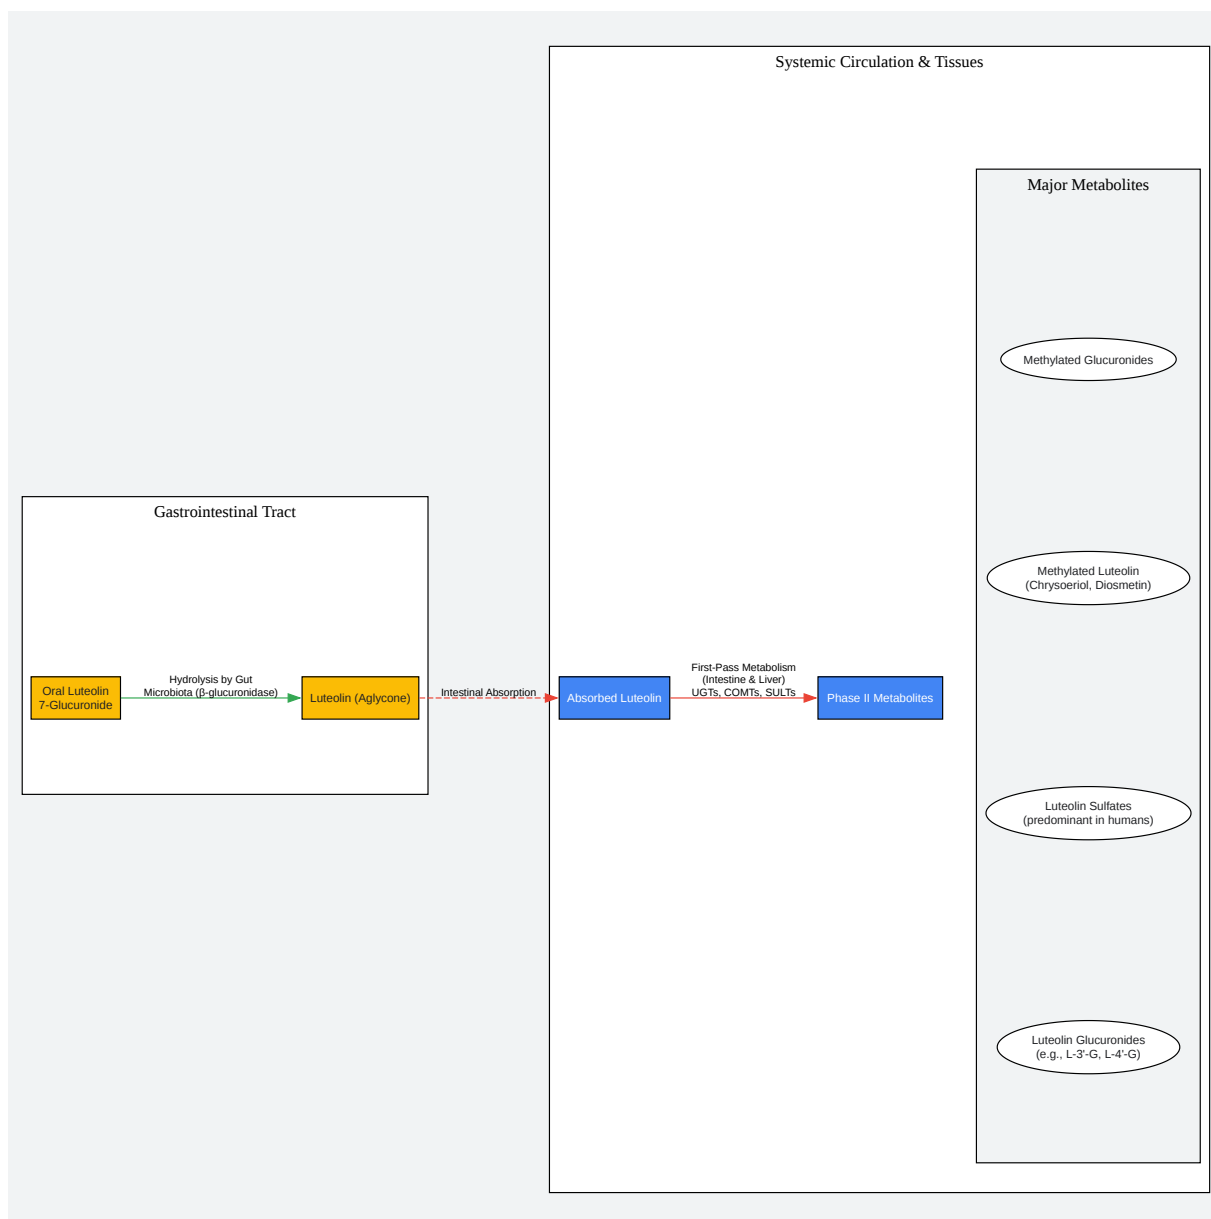 Systemic Circulation & Tissues
Major Metabolites
Methylated Glucuronides
Gastrointestinal Tract
Methylated Luteolin
(Chrysoeriol, Diosmetin)
Oral Luteolin
7-Glucuronide
Hydrolysis by Gut
Microbiota (β-glucuronidase)
Luteolin (Aglycone)
Intestinal Absorption
Absorbed Luteolin
First-Pass Metabolism
(Intestine & Liver)
UGTs, COMTs, SULTs
Phase II Metabolites
Luteolin Sulfates
(predominant in humans)
Luteolin Glucuronides
(e.g., L-3'-G, L-4'-G)